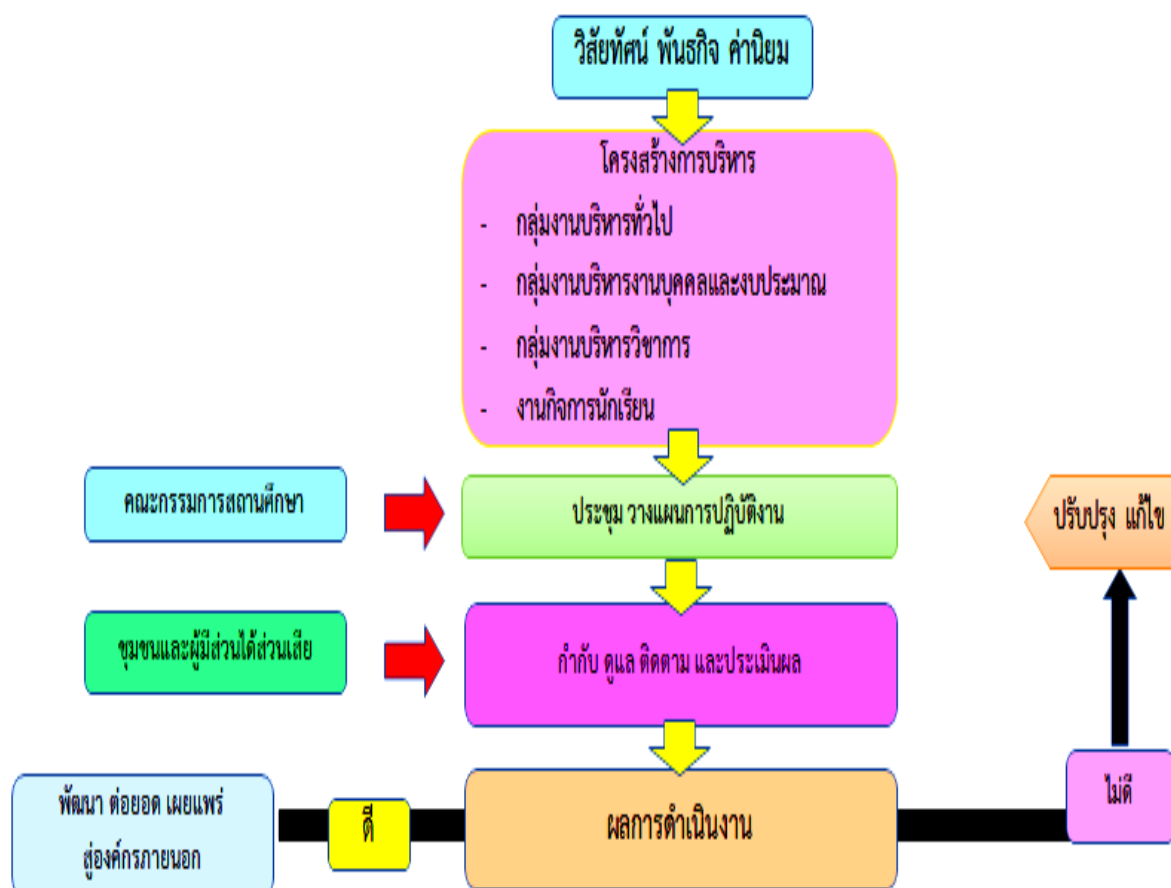 วิสัยทัศน์ พันธกิจ ค่านิยม
โครงสร้างการบริหาร
- กลุ่มงานบริหารทั่วไป
- กลุ่มงานบริหารงานบุคคลและงบประมาณ
- กลุ่มงานบริหารวิชาการ
- งานกิจการนักเรียน
คณะกรรมการสถานศึกษา
ประชุม วางแผนการปฏิบัติงาน
ปรับปรุง แก้ไข
ชุมชนและผู้มีส่วนได้ส่วนเสีย
กำกับ ดูแล ติดตาม และประเมินผล
พัฒนา ต่อยอด เผยแพร่
สู่องค์กรภายนอก
ดี
ผลการดำเนินงาน
ไม่ดี